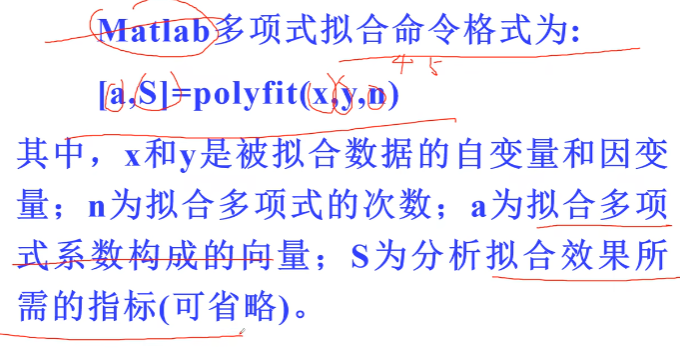 Matlab多项式拟合命令格式为:
4 5
[a,S]=polyfit(x,y,n)
其中，x和y是被拟合数据的自变量和因变
量；n为拟合多项式的次数；a为拟合多项
式系数构成的向量；S为分析拟合效果所
需的指标(可省略)。